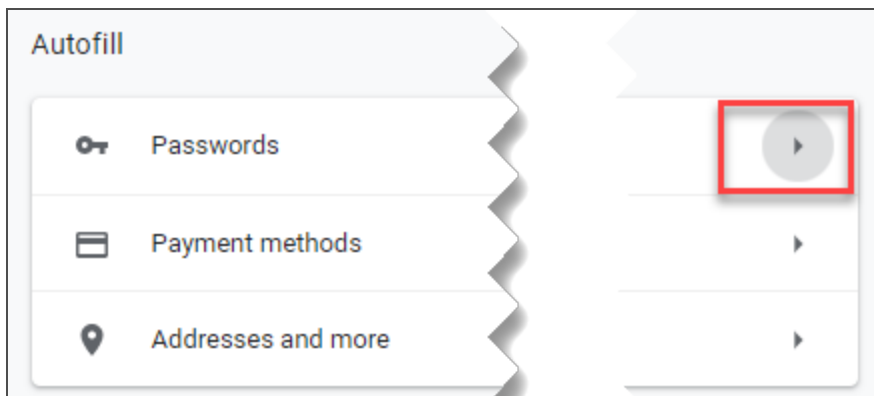 Autofill
Passwords
Payment methods
Addresses and more